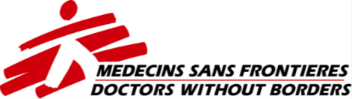 MEDECINS SANS FRONTIERES
DOCTORS WITHOUT BORDERS